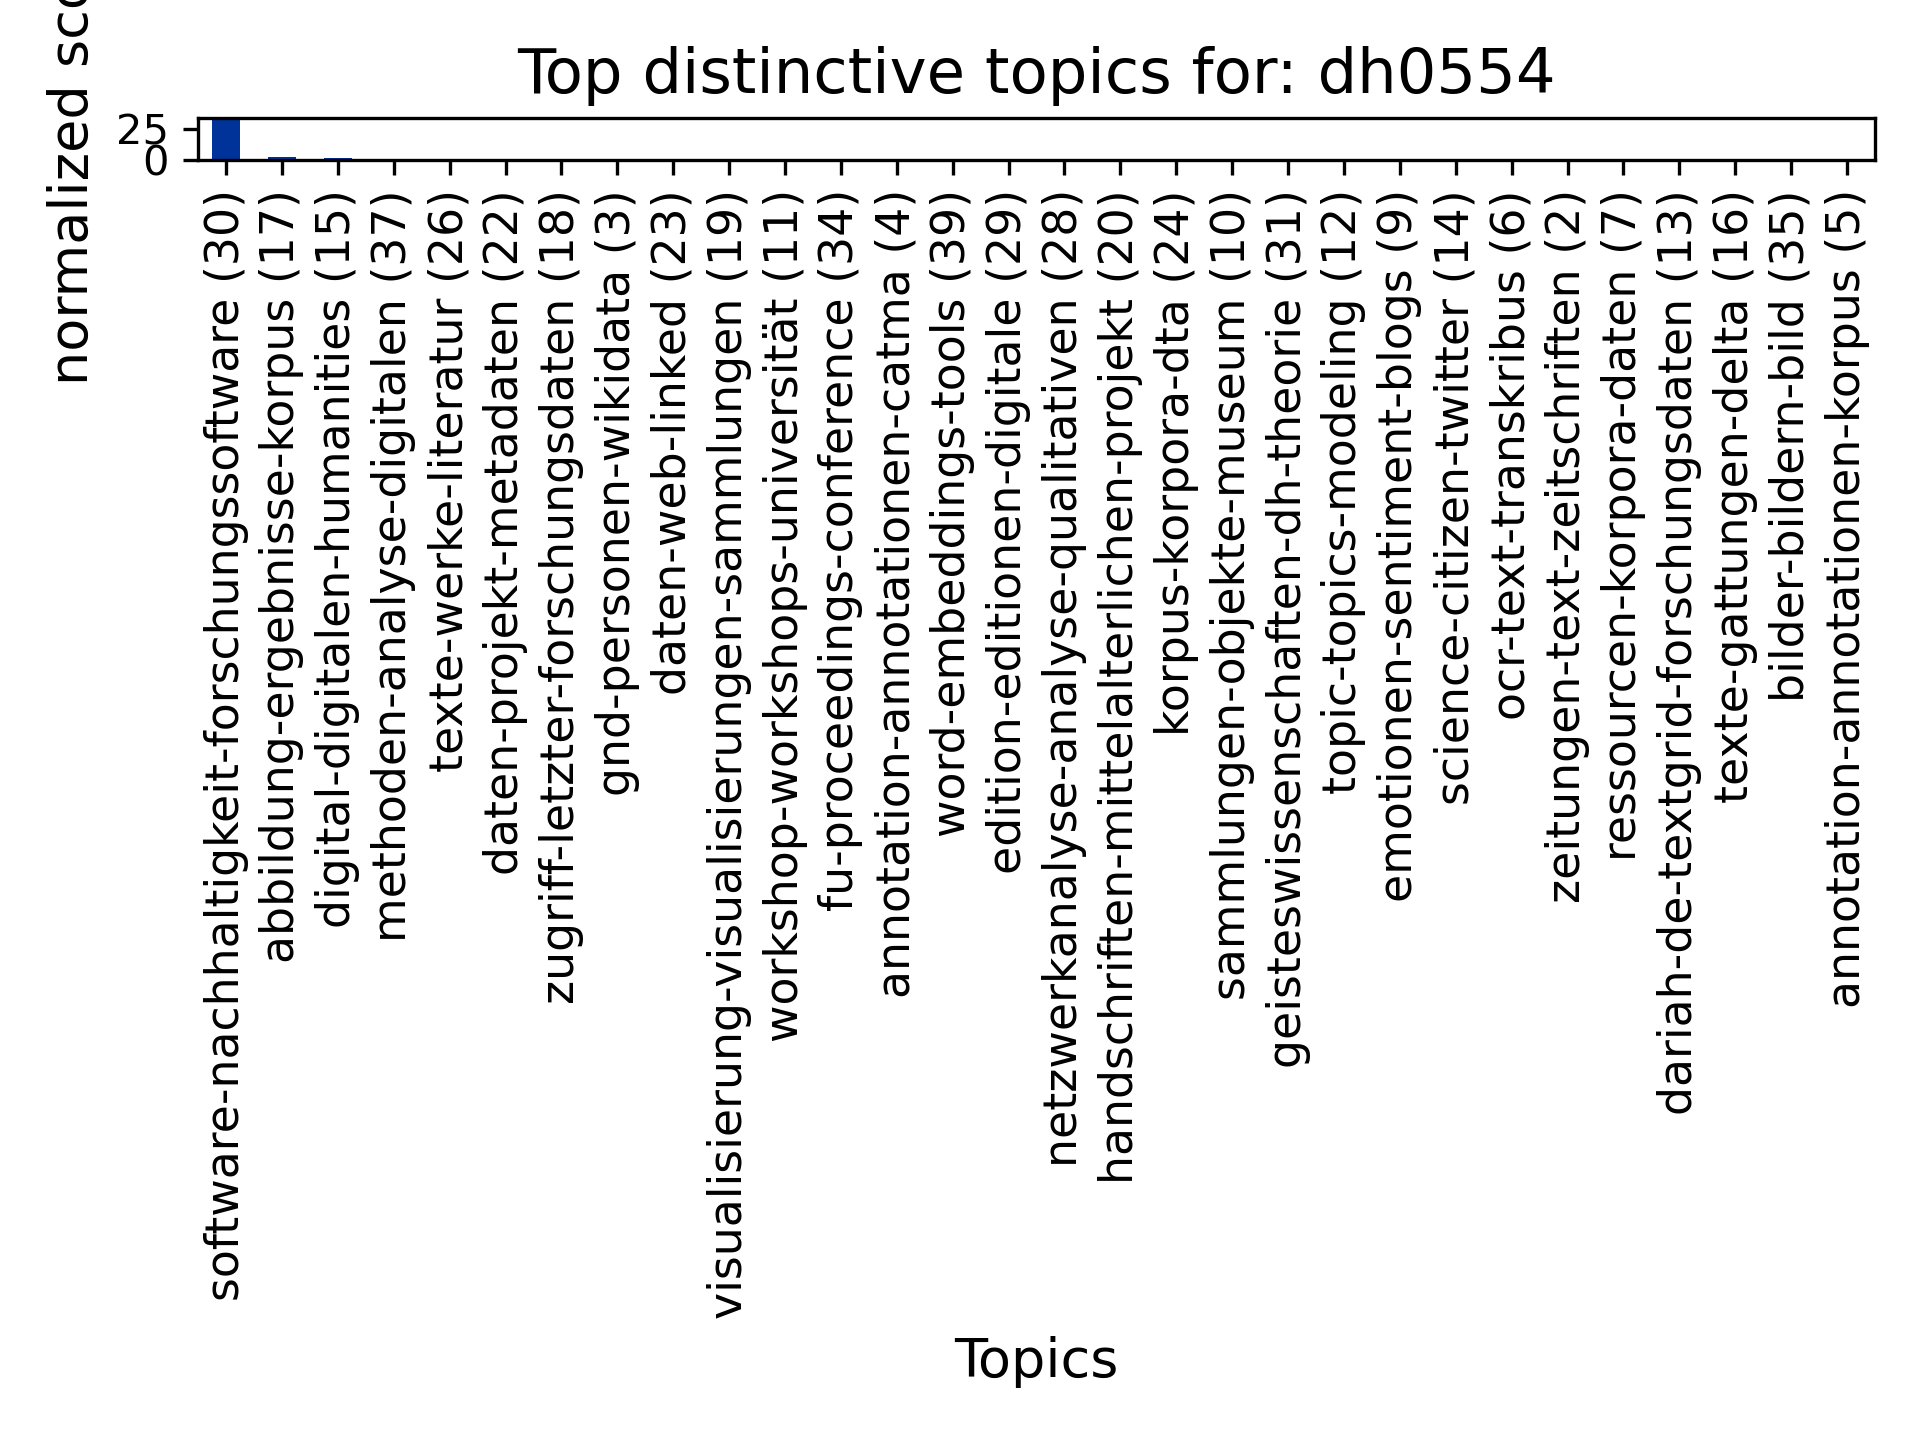 Top distinctive topics for: dh0554
normalized
25
0
software-nachhaltigkeit-forschungssoftware (30)
abbildung-ergebnisse-korpus (17)
digital-digitalen-humanities (15)
methoden-analyse-digitalen (37)
texte-werke-literatur (26)
daten-projekt-metadaten (22)
zugriff-letzter-forschungsdaten (18)
gnd-personen-wikidata (3)
daten-web-linked (23)
visualisierung-visualisierungen-sammlungen (19)
workshop-workshops-universität (11)
fu-proceedings-conference (34)
annotation-annotationen-catma (4)
word-embeddings-tools (39)
edition-editionen-digitale (29)
netzwerkanalyse-analyse-qualitativen (28)
handschriften-mittelalterlichen-projekt (20)
korpus-korpora-dta (24)
sammlungen-objekte-museum (10)
geisteswissenschaften-dh-theorie (31)
topic-topics-modeling (12)
emotionen-sentiment-blogs (9)
science-citizen-twitter (14)
ocr-text-transkribus (6)
zeitungen-text-zeitschriften (2)
ressourcen-korpora-daten (7)
dariah-de-textgrid-forschungsdaten (13)
texte-gattungen-delta (16)
bilder-bildern-bild (35)
annotation-annotationen-korpus (5)
Topics